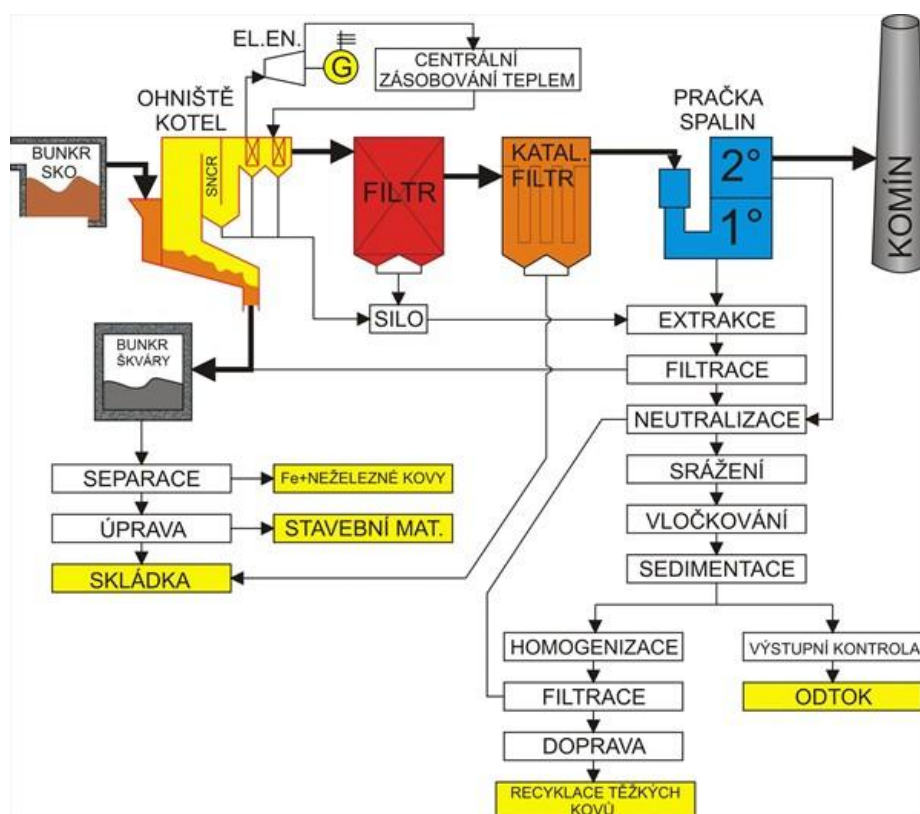 EL.EN.
G
CENTRÁLNÍ
ZÁSOBOVÁNÍ TEPLEM
OHNIŠTĚ
KOTEL
PRAČKA
SPALIN
BUNKR
SKO
SNCR
FILTR
KATAL.
FILTR
2°
1°
KOMÍN
SILO
EXTRAKCE
BUNKR
ŠKVÁRY
FILTRACE
NEUTRALIZACE
SEPARACE
Fe+NEŽELEZNÉ KOVY
SRÁŽENÍ
ÚPRAVA
STAVEBNÍ MAT.
VLOČKOVÁNÍ
SKLÁDKA
SEDIMENTACE
HOMOGENIZACE
VÝSTUPNÍ KONTROLA
FILTRACE
ODTOK
DOPRAVA
RECYKLACE TĚŽKÝCH
KOVŮ